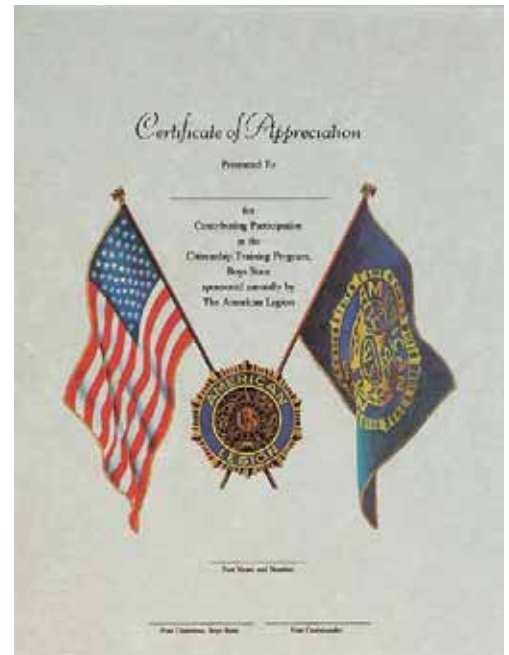 Certificate of Appreciation
Presented To
for
Contributing Participation
in the
Citizenship Training Program,
Boys State
sponsored annually by
The American Legion
AMERICAN
LEGION
Post Name and Number
Post Chairman, Boys State Post Commander